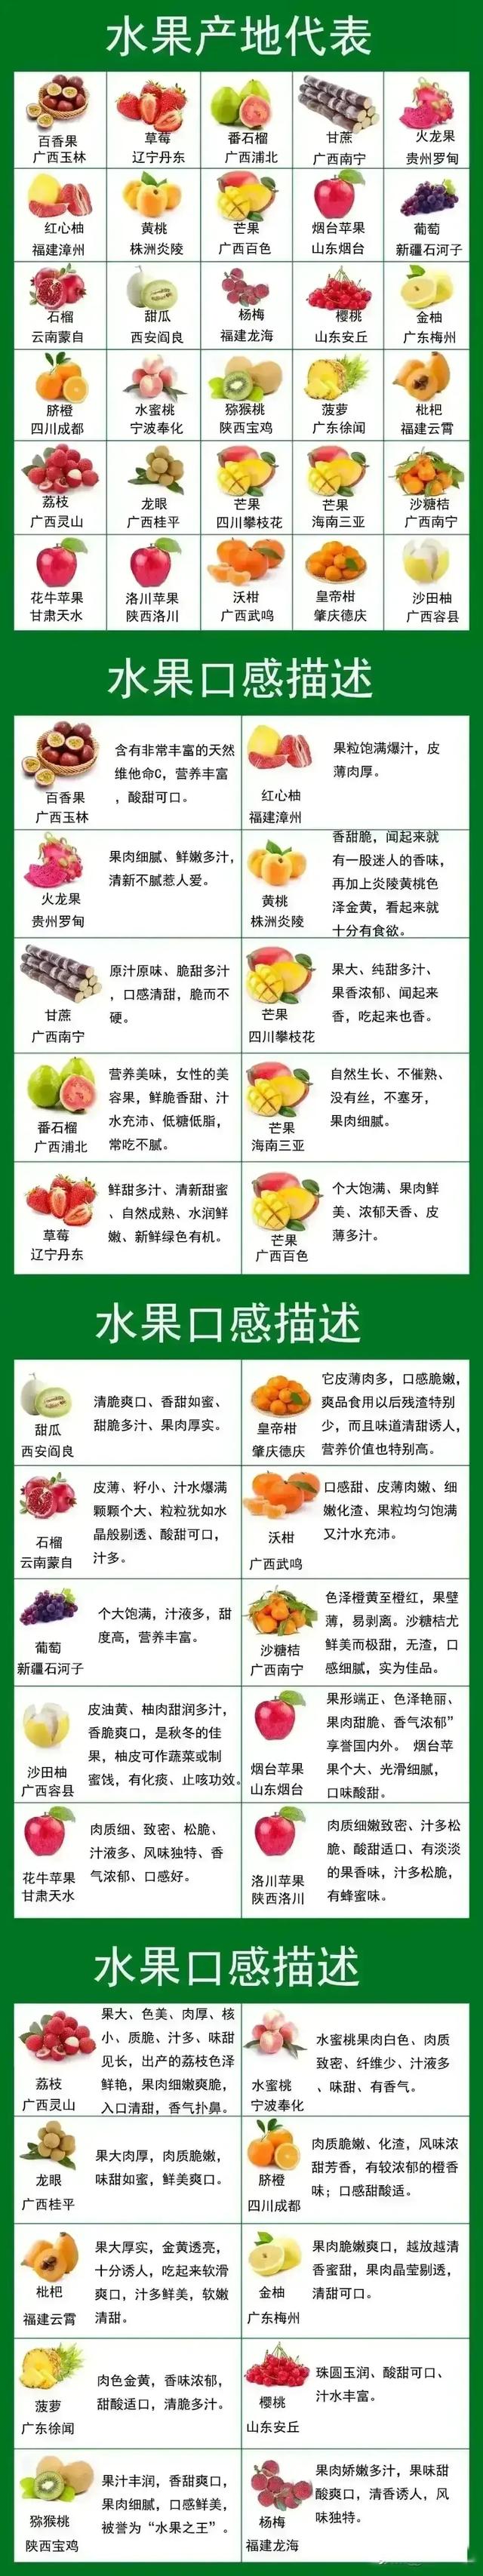 水果产地代表
百香果
广西玉林
草莓
辽宁丹东
番石榴
广西浦北
甘蔗
广西南宁
火龙果
贵州罗甸
红心柚
福建漳州
黄桃
株洲炎陵
芒果
广西百色
烟台苹果
山东烟台
葡萄
新疆石河子
石榴
云南蒙自
甜瓜
西安阎良
杨梅
福建龙海
樱桃
山东安丘
金柚
广东梅州
脐橙
四川成都
水蜜桃
宁波奉化
猕猴桃
陕西宝鸡
菠萝
广东徐闻
枇杷
福建云霄
荔枝
广西灵山
龙眼
广西桂平
芒果
四川攀枝花
芒果
海南三亚
沙糖桔
广西南宁
花牛苹果
甘肃天水
洛川苹果
陕西洛川
沃柑
广西武鸣
皇帝柑
肇庆德庆
沙田柚
广西容县
水果口感描述
百香果
广西玉林
含有非常丰富的天然
维他命C，营养丰富
，酸甜可口。
红心柚
福建漳州
果粒饱满爆汁，皮
薄肉厚。
火龙果
贵州罗甸
果肉细腻、鲜嫩多汁，
清新不腻惹人爱。
黄桃
株洲炎陵
香甜脆，闻起来就
有一股迷人的香味，
再加上炎陵黄桃色
泽金黄，看起来就
十分有食欲。
甘蔗
广西南宁
原汁原味、脆甜多汁
，口感清甜，脆而不
硬。
芒果
四川攀枝花
果大、纯甜多汁、
果香浓郁、闻起来
香，吃起来也香。
番石榴
广西浦北
营养美味，女性的美
容果，鲜脆香甜、汁
水充沛、低糖低脂，
常吃不腻。
芒果
海南三亚
自然生长、不催熟、
没有丝，不塞牙，
果肉细腻。
草莓
辽宁丹东
鲜甜多汁、清新甜蜜
、自然成熟、水润鲜
嫩、新鲜绿色有机。
芒果
广西百色
个大饱满、果肉鲜
美、浓郁天香、皮
薄多汁。
水果口感描述
甜瓜
西安阎良
清脆爽口、香甜如蜜、
甜脆多汁、果肉厚实。
皇帝柑
肇庆德庆
它皮薄肉多，口感脆嫩，
爽品食用以后残渣特别
少，而且味道清甜诱人，
营养价值也特别高。
石榴
云南蒙自
皮薄、籽小、汁水爆满
颗颗个大、粒粒犹如水
晶般剔透、酸甜可口，
汁多。
沃柑
广西武鸣
口感甜、皮薄肉嫩、细
嫩化渣、果粒均匀饱满
又汁水充沛。
葡萄
新疆石河子
个大饱满，汁液多，甜
度高，营养丰富。
沙糖桔
广西南宁
色泽橙黄至橙红，果壁
薄，易剥离。沙糖桔尤
鲜美而极甜，无渣，口
感细腻，实为佳品。
沙田柚
广西容县
皮油黄、柚肉甜润多汁，
香脆爽口，是秋冬的佳
果，柚皮可作蔬菜或制
蜜饯，有化痰、止咳功效。
烟台苹果
山东烟台
果形端正、色泽艳丽、
果肉甜脆、香气浓郁”
享誉国内外。 烟台苹
果个大、光滑细腻，
口味酸甜。
花牛苹果
甘肃天水
肉质细、致密、松脆、
汁液多、风味独特、香
气浓郁、口感好。
洛川苹果
陕西洛川
肉质细嫩致密、汁多松
脆、酸甜适口、有淡淡
的果香味，汁多松脆，
有蜂蜜味。
水果口感描述
荔枝
广西灵山
果大、色美、肉厚、核
小、质脆、汁多、味甜
见长，出产的荔枝色泽
鲜艳，果肉细嫩爽脆，
入口清甜，香气扑鼻。
水蜜桃
宁波奉化
水蜜桃果肉白色、肉质
致密、纤维少、汁液多
、味甜、有香气。
龙眼
广西桂平
果大肉厚，肉质脆嫩，
味甜如蜜，鲜美爽口。
脐橙
四川成都
肉质脆嫩、化渣，风味浓
甜芳香，有较浓郁的橙香
味；口感甜酸适。
枇杷
福建云霄
果大厚实，金黄透亮，
十分诱人，吃起来软滑
爽口，汁多鲜美，软嫩
清甜。
金柚
广东梅州
果肉脆嫩爽口，越放越清
香蜜甜，果肉晶莹剔透，
清甜可口。
菠萝
广东徐闻
肉色金黄，香味浓郁，
甜酸适口，清脆多汁。
樱桃
山东安丘
珠圆玉润、酸甜可口、
汁水丰富。
猕猴桃
陕西宝鸡
果汁丰润，香甜爽口，
果肉细腻，口感鲜美，
被誉为“水果之王”。
杨梅
福建龙海
果肉娇嫩多汁，果味甜
酸爽口，清香诱人，风
味独特。